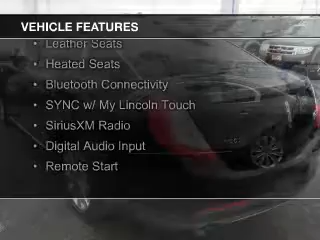 VEHICLE FEATURES
• Leather Seats
• Heated Seats
• Bluetooth Connectivity
• SYNC w/ My Lincoln Touch
• SiriusXM Radio
• Digital Audio Input
• Remote Start